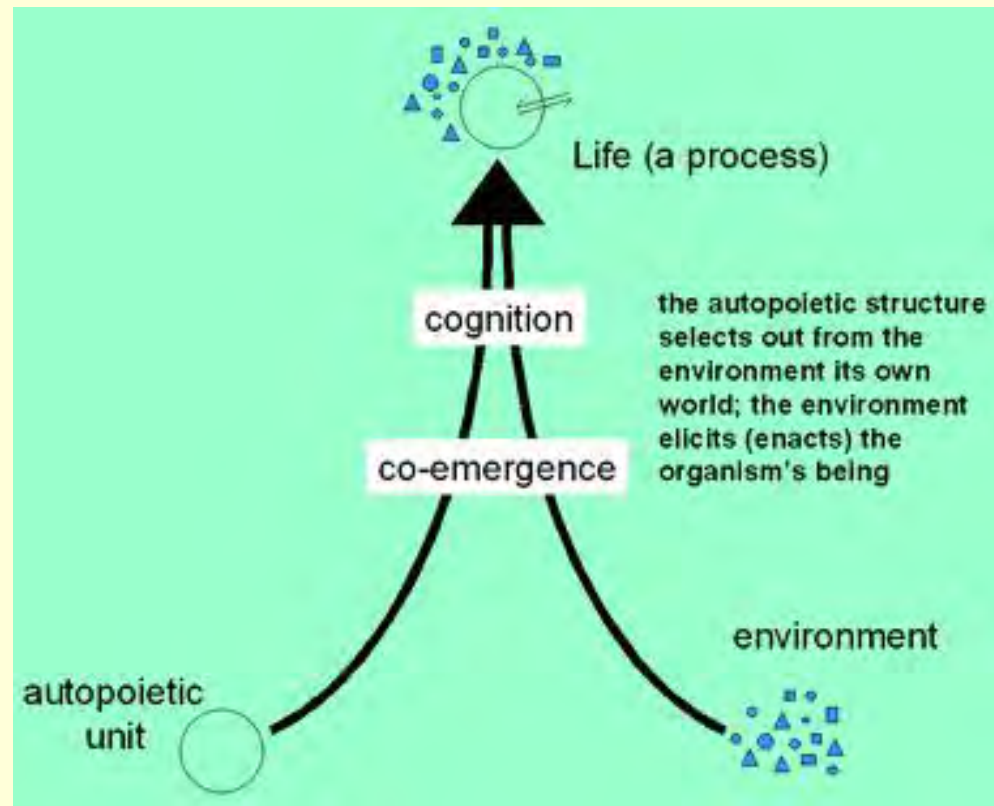 Life (a process)
cognition
the autopoietic structure
selects out from the
environment its own
world; the environment
elicits (enacts) the
organism's being
co-emergence
environment
autopoietic
unit